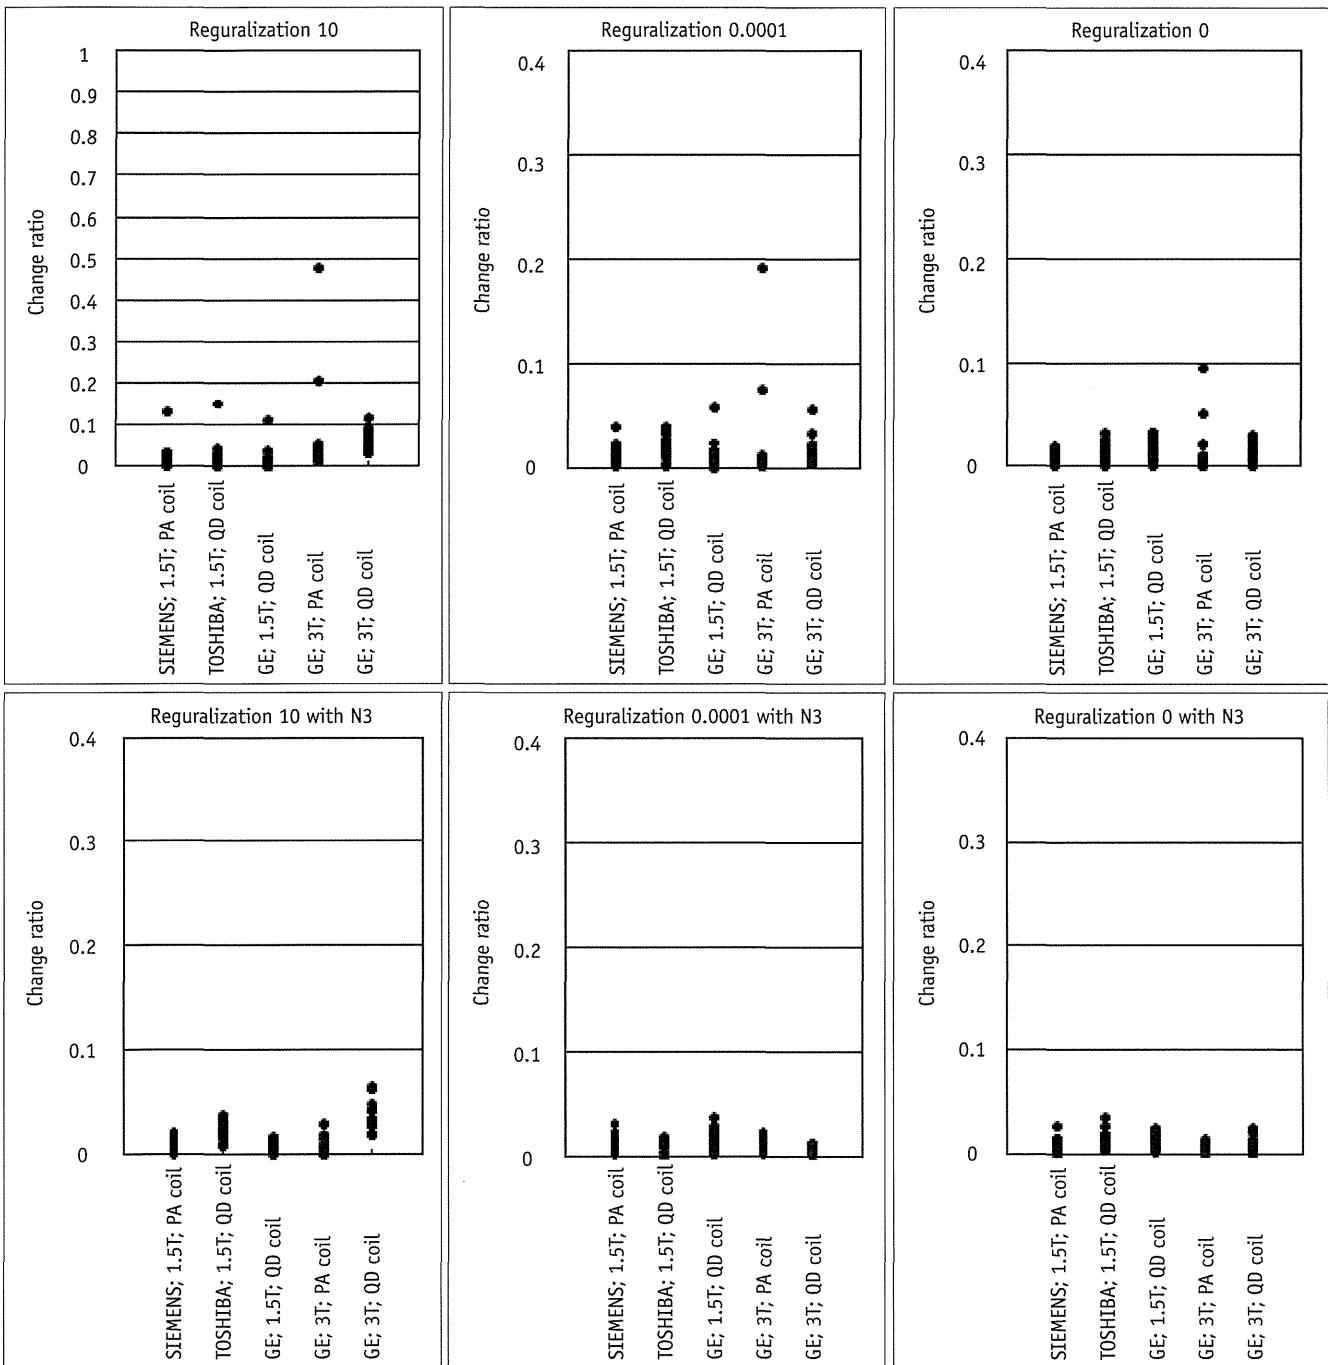 Reguralization 10
1
0.9
0.8
0.7
0.6
0.5
0.4
0.3
0.2
0.1
0
Change ratio
SIEMENS; 1.5T; PA coil
TOSHIBA; 1.5T; QD coil
GE; 1.5T; QD coil
GE; 3T; PA coil
GE; 3T; QD coil
Reguralization 0.0001
0.4
0.3
0.2
0.1
0
Change ratio
SIEMENS; 1.5T; PA coil
TOSHIBA; 1.5T; QD coil
GE; 1.5T; QD coil
GE; 3T; PA coil
GE; 3T; QD coil
Reguralization 0
0.4
0.3
0.2
0.1
0
Change ratio
SIEMENS; 1.5T; PA coil
TOSHIBA; 1.5T; QD coil
GE; 1.5T; QD coil
GE; 3T; PA coil
GE; 3T; QD coil
Reguralization 10 with N3
0.4
0.3
0.2
0.1
0
Change ratio
SIEMENS; 1.5T; PA coil
TOSHIBA; 1.5T; QD coil
GE; 1.5T; QD coil
GE; 3T; PA coil
GE; 3T; QD coil
Reguralization 0.0001 with N3
0.4
0.3
0.2
0.1
0
Change ratio
SIEMENS; 1.5T; PA coil
TOSHIBA; 1.5T; QD coil
GE; 1.5T; QD coil
GE; 3T; PA coil
GE; 3T; QD coil
Reguralization 0 with N3
0.4
0.3
0.2
0.1
0
Change ratio
SIEMENS; 1.5T; PA coil
TOSHIBA; 1.5T; QD coil
GE; 1.5T; QD coil
GE; 3T; PA coil
GE; 3T; QD coil